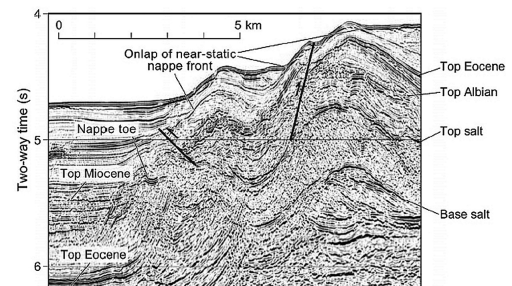 4
0
5 km
Onlap of near-static
nappe front
Top Eocene
Top Albian
Nappe toe
Top salt
5
Two-way time (s)
Top Miocene
Base salt
Top Eocene
6